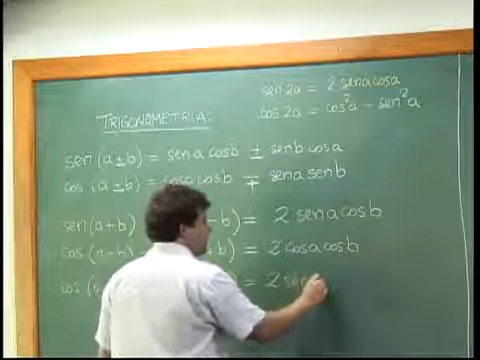 sen 2a = 2 sena cosa
cos 2a = cos²a - sen²a
TRIGONOMETRIA
sen (a ± b) = sena cosb ± senb cosa
cos (a ± b) = cosa cosb ∓ sena senb
sen(a+b) - b) = 2 sena cosb
cos b) = 2 cosa cosb
cos ( = 2 sen